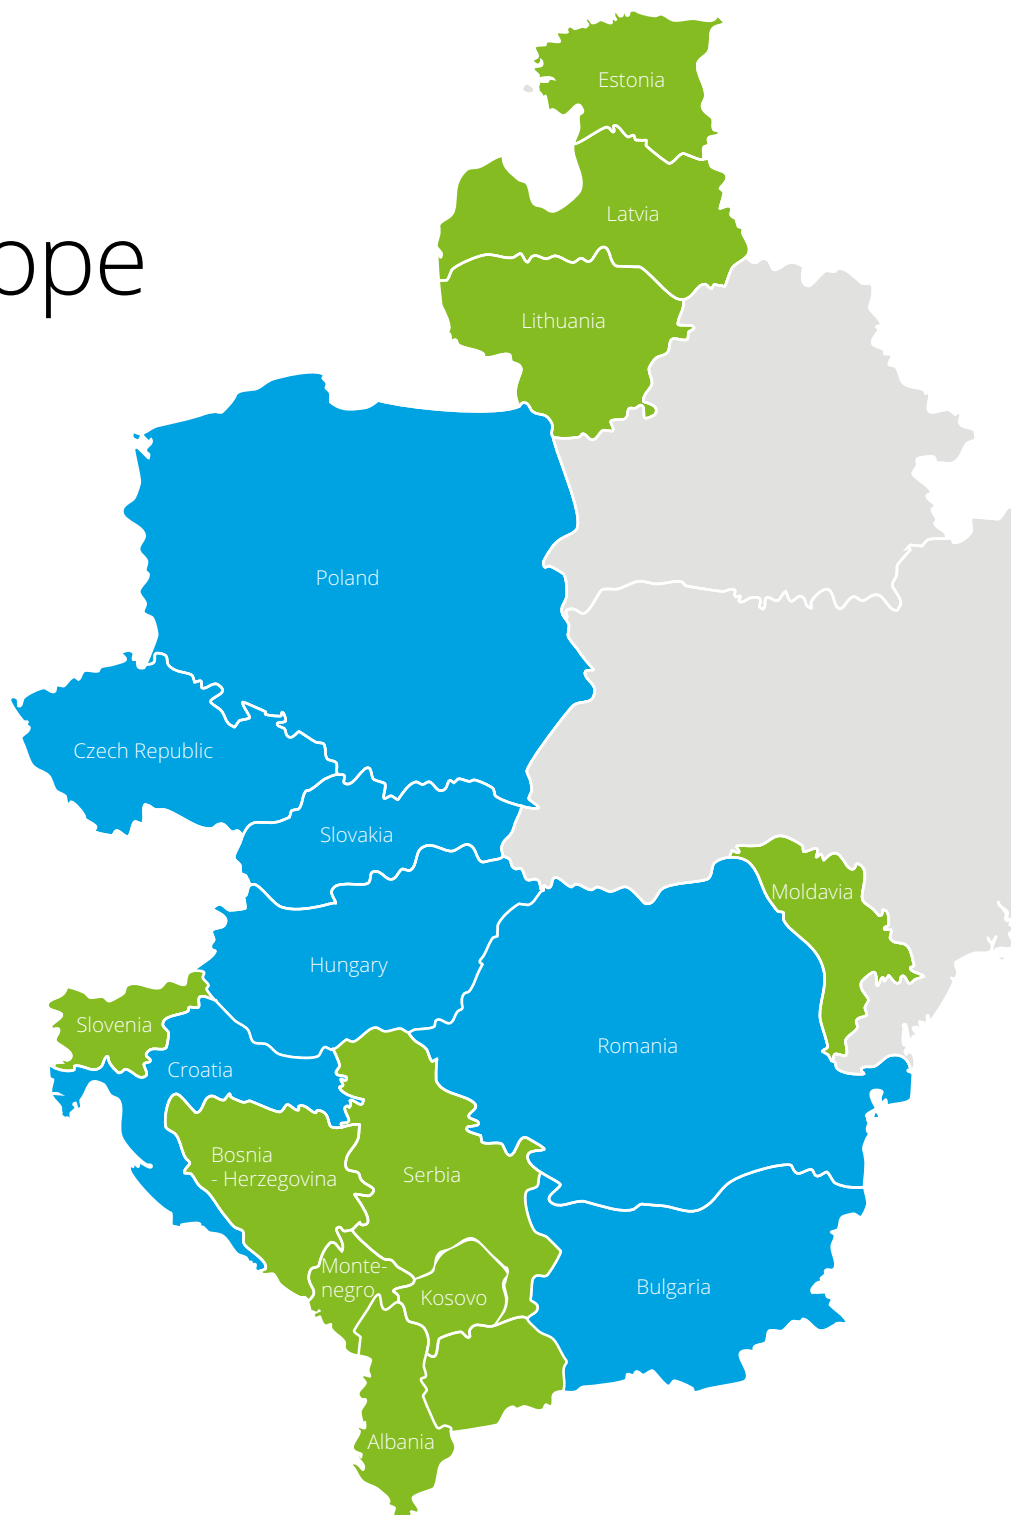 Estonia
Latvia
ope
Lithuania
Poland
Czech Republic
Slovakia
Moldavia
Hungary
Slovenia
Romania
Croatia
Bosnia
- Herzegovina
Serbia
Monte-
negro
Kosovo
Bulgaria
Albania